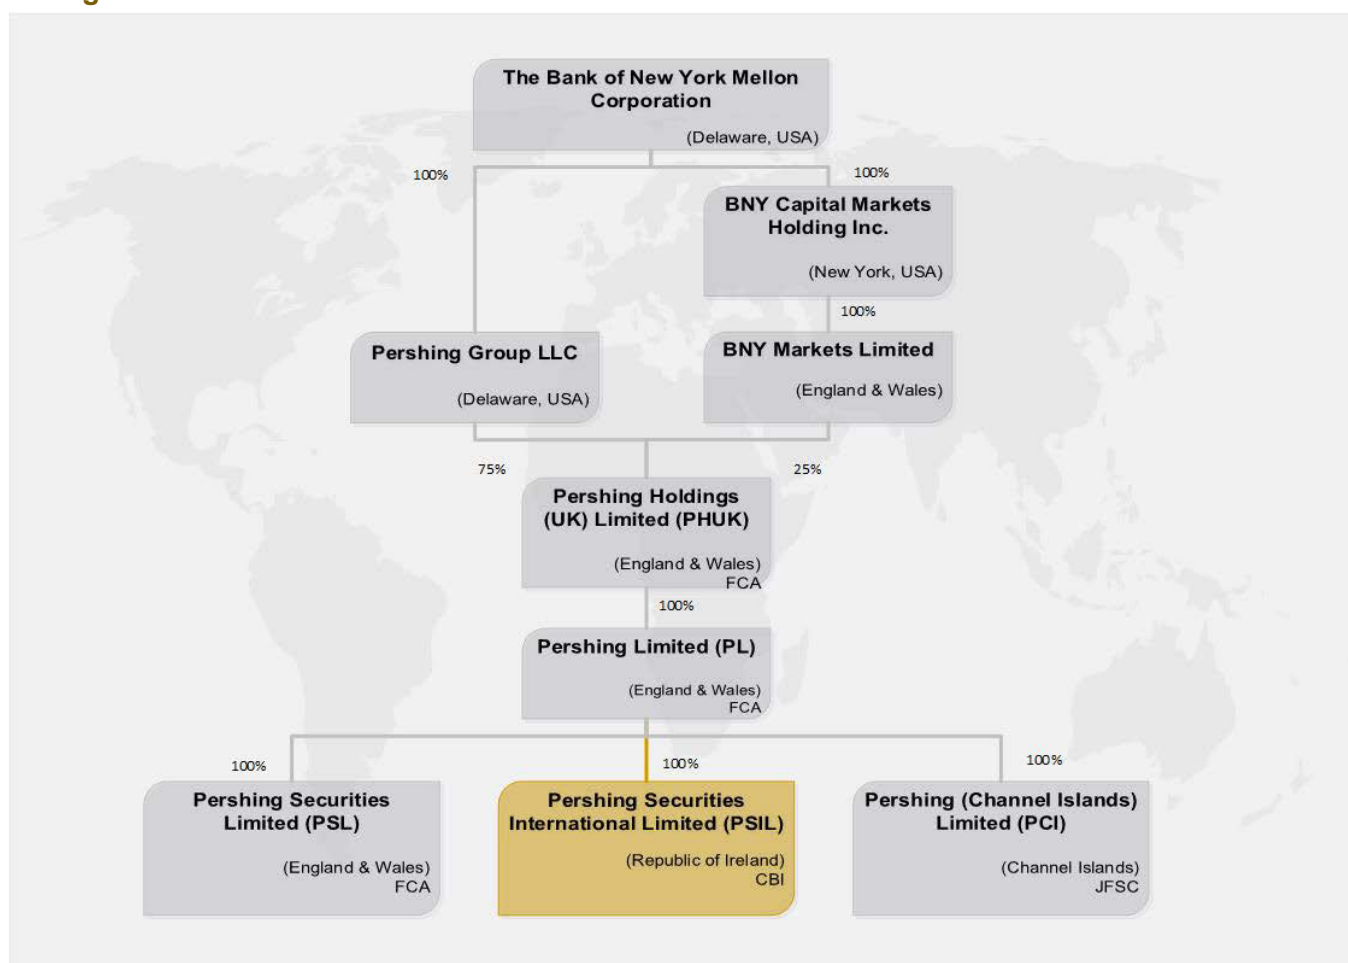 The Bank of New York Mellon
Corporation
(Delaware, USA)
100%
100%
BNY Capital Markets
Holding Inc.
(New York, USA)
100%
Pershing Group LLC
(Delaware, USA)
BNY Markets Limited
(England & Wales)
75%
25%
Pershing Holdings
(UK) Limited (PHUK)
(England & Wales)
FCA
100%
Pershing Limited (PL)
(England & Wales)
FCA
100%
100%
100%
Pershing Securities
Limited (PSL)
(England & Wales)
FCA
Pershing Securities
International Limited (PSIL)
(Republic of Ireland)
CBI
Pershing (Channel Islands)
Limited (PCI)
(Channel Islands)
JFSC